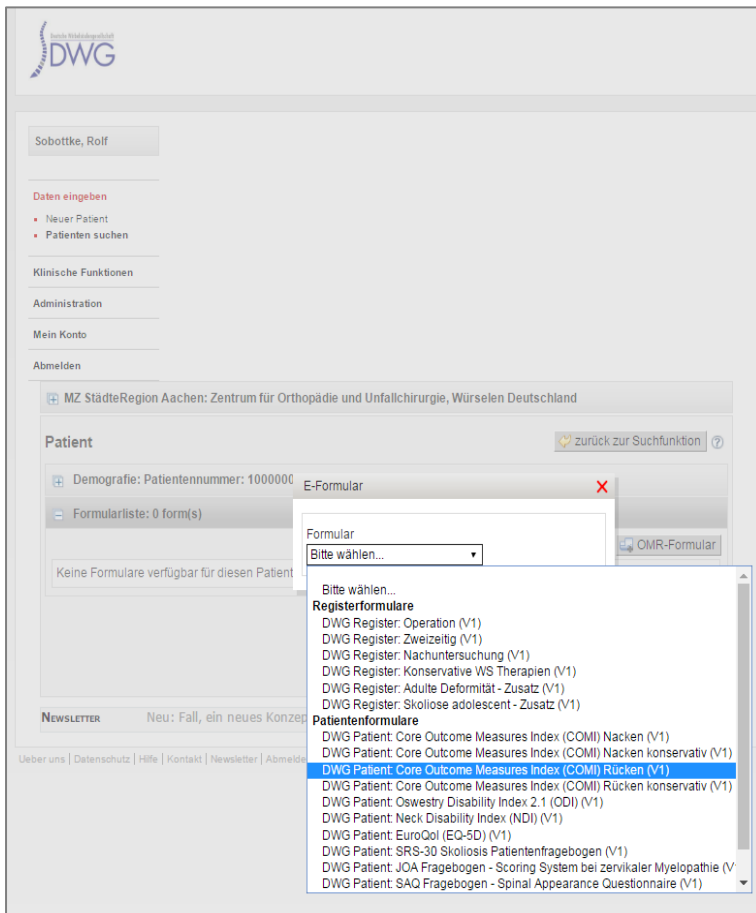 Deutsche Wirbelsäulengesellschaft
DWG
Sobottke, Rolf
Daten eingeben
Neuer Patient
Patienten suchen
Klinische Funktionen
Administration
Mein Konto
Abmelden
MZ StädteRegion Aachen: Zentrum für Orthopädie und Unfallchirurgie, Würselen Deutschland
Patient
zurück zur Suchfunktion
Demografie: Patientennummer: 1000000
Formularliste: 0 form(s)
OMR-Formular
Keine Formulare verfügbar für diesen Patient
E-Formular
Formular
Bitte wählen...
Bitte wählen...
Registerformulare
DWG Register: Operation (V1)
DWG Register: Zweizeitig (V1)
DWG Register: Nachuntersuchung (V1)
DWG Register: Konservative WS Therapien (V1)
DWG Register: Adulte Deformität - Zusatz (V1)
DWG Register: Skoliose adolescent - Zusatz (V1)
Patientenformulare
DWG Patient: Core Outcome Measures Index (COMI) Nacken (V1)
DWG Patient: Core Outcome Measures Index (COMI) Nacken konservativ (V1)
DWG Patient: Core Outcome Measures Index (COMI) Rücken (V1)
DWG Patient: Core Outcome Measures Index (COMI) Rücken konservativ (V1)
DWG Patient: Oswestry Disability Index 2.1 (ODI) (V1)
DWG Patient: Neck Disability Index (NDI) (V1)
DWG Patient: EuroQol (EQ-5D) (V1)
DWG Patient: SRS-30 Skoliosis Patientenfragebogen (V1)
DWG Patient: JOA Fragebogen - Scoring System bei zervikaler Myelopathie (V
DWG Patient: SAQ Fragebogen - Spinal Appearance Questionnaire (V1)
NEWSLETTER Neu: Fall, ein neues Konzep
Ueber uns | Datenschutz | Hilfe | Kontakt | Newsletter | Abmelde